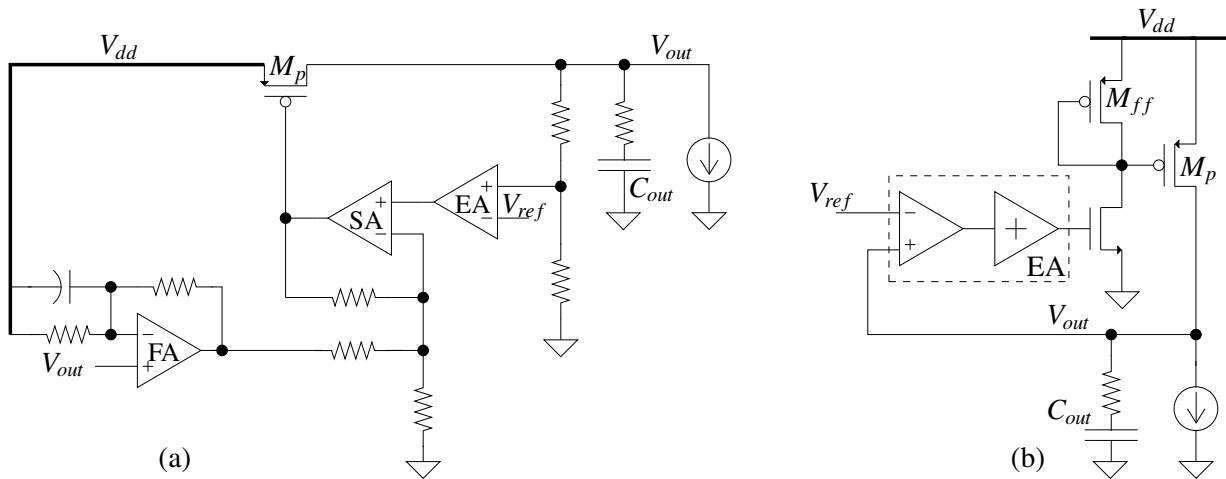 V_dd
M_p
V_out
C_out
+
EA
−
V_ref
+
SA
−
−
FA
+
V_out
(a)
V_dd
M_ff
M_p
V_ref
−
+
+
EA
V_out
C_out
(b)